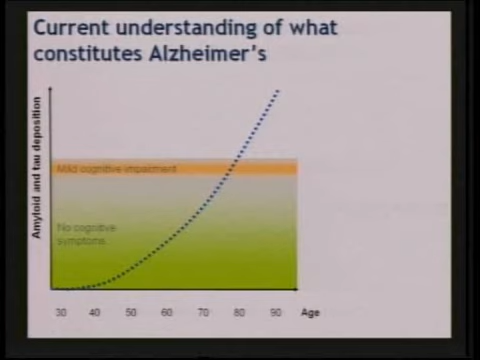 Current understanding of what
constitutes Alzheimer's
Amyloid and tau deposition
Mild cognitive impairment
No cognitive
symptoms
30 40 50 60 70 80 90 Age